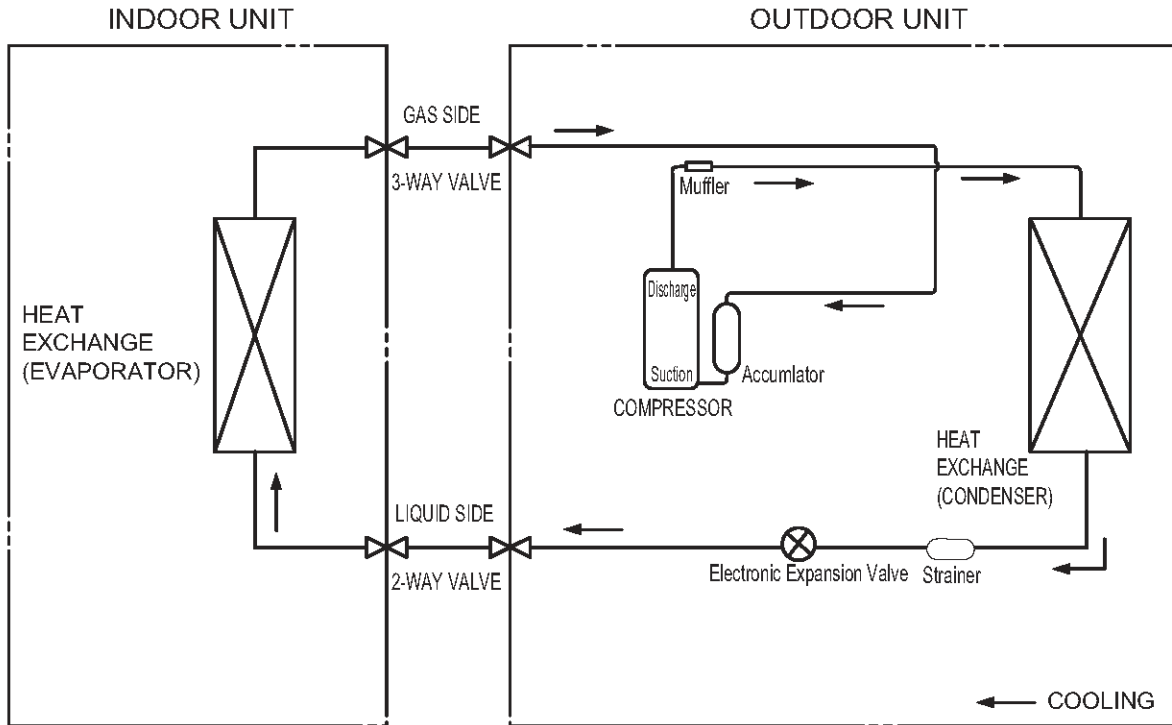 INDOOR UNIT
OUTDOOR UNIT
GAS SIDE
3-WAY VALVE
Muffler
Discharge
Suction
Accumlator
COMPRESSOR
HEAT
EXCHANGE
(EVAPORATOR)
HEAT
EXCHANGE
(CONDENSER)
LIQUID SIDE
2-WAY VALVE
Electronic Expansion Valve
Strainer
COOLING